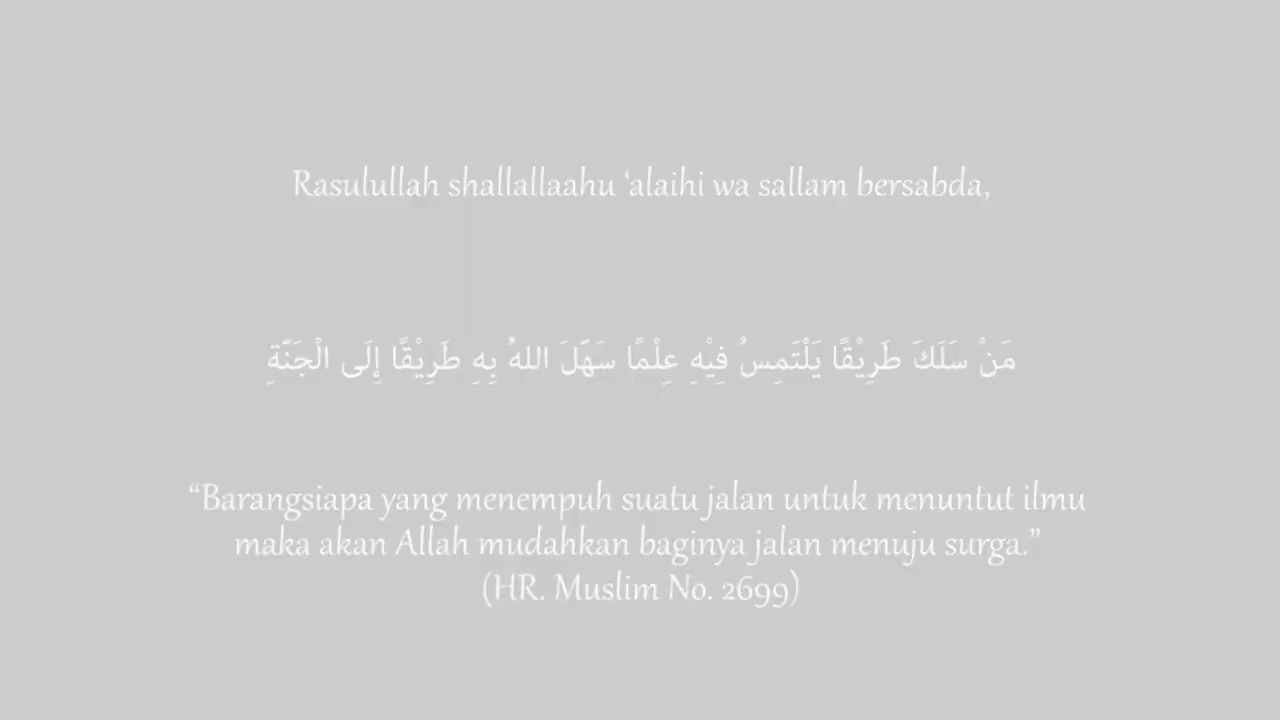 Rasulullah shallallaahu ‘alaihi wa sallam bersabda,
مَنْ سَلَكَ طَرِيْقًا يَلْتَمِسُ فِيْهِ عِلْمًا سَهَّلَ اللهُ بِهِ طَرِيْقًا إِلَى الْجَنَّةِ
“Barangsiapa yang menempuh suatu jalan untuk menuntut ilmu
maka akan Allah mudahkan baginya jalan menuju surga.”
(HR. Muslim No. 2699)